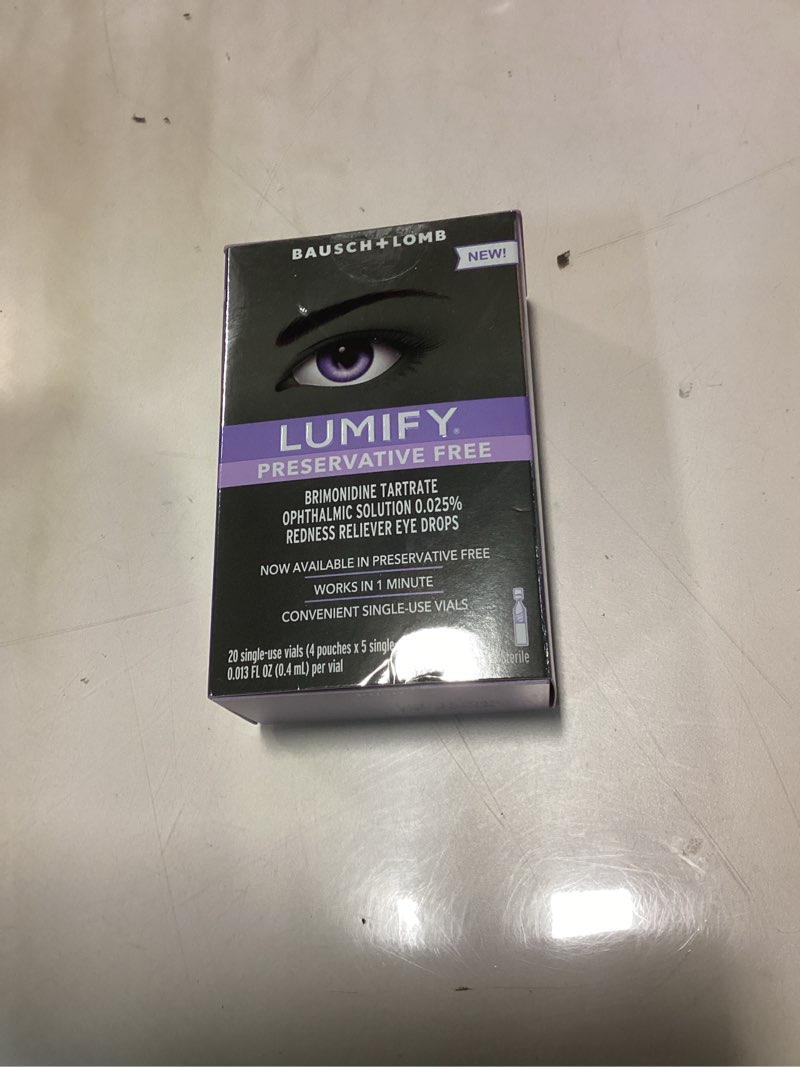 BAUSCH+LOMB
NEW!
LUMIFY®
PRESERVATIVE FREE
BRIMONIDINE TARTRATE
OPHTHALMIC SOLUTION 0.025%
REDNESS RELIEVER EYE DROPS
NOW AVAILABLE IN PRESERVATIVE FREE
WORKS IN 1 MINUTE
CONVENIENT SINGLE-USE VIALS
20 single-use vials (4 pouches x 5 single
0.013 FL OZ (0.4 mL) per vial
Sterile